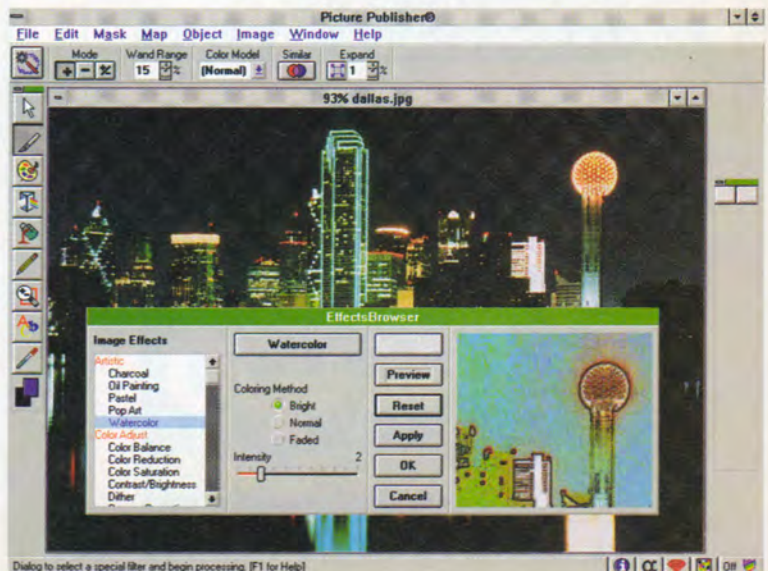 Picture Publisher®
File Edit Mask Map Object Image Window Help
Mode Wand Range Color Model Similar Expand
+ - % 15 % (Normal) 1 %
93% dallas.jpg
EffectsBrowser
Image Effects
Artistic
Charcoal
Oil Painting
Pastel
Pop Art
Watercolor
Color Adjust
Color Balance
Color Reduction
Color Saturation
Contrast/Brightness
Dither
Watercolor
Coloring Method
Bright
Normal
Faded
Intensity 2
Preview
Reset
Apply
OK
Cancel
Dialog to select a special filter and begin processing. [F1 for Help]
Off